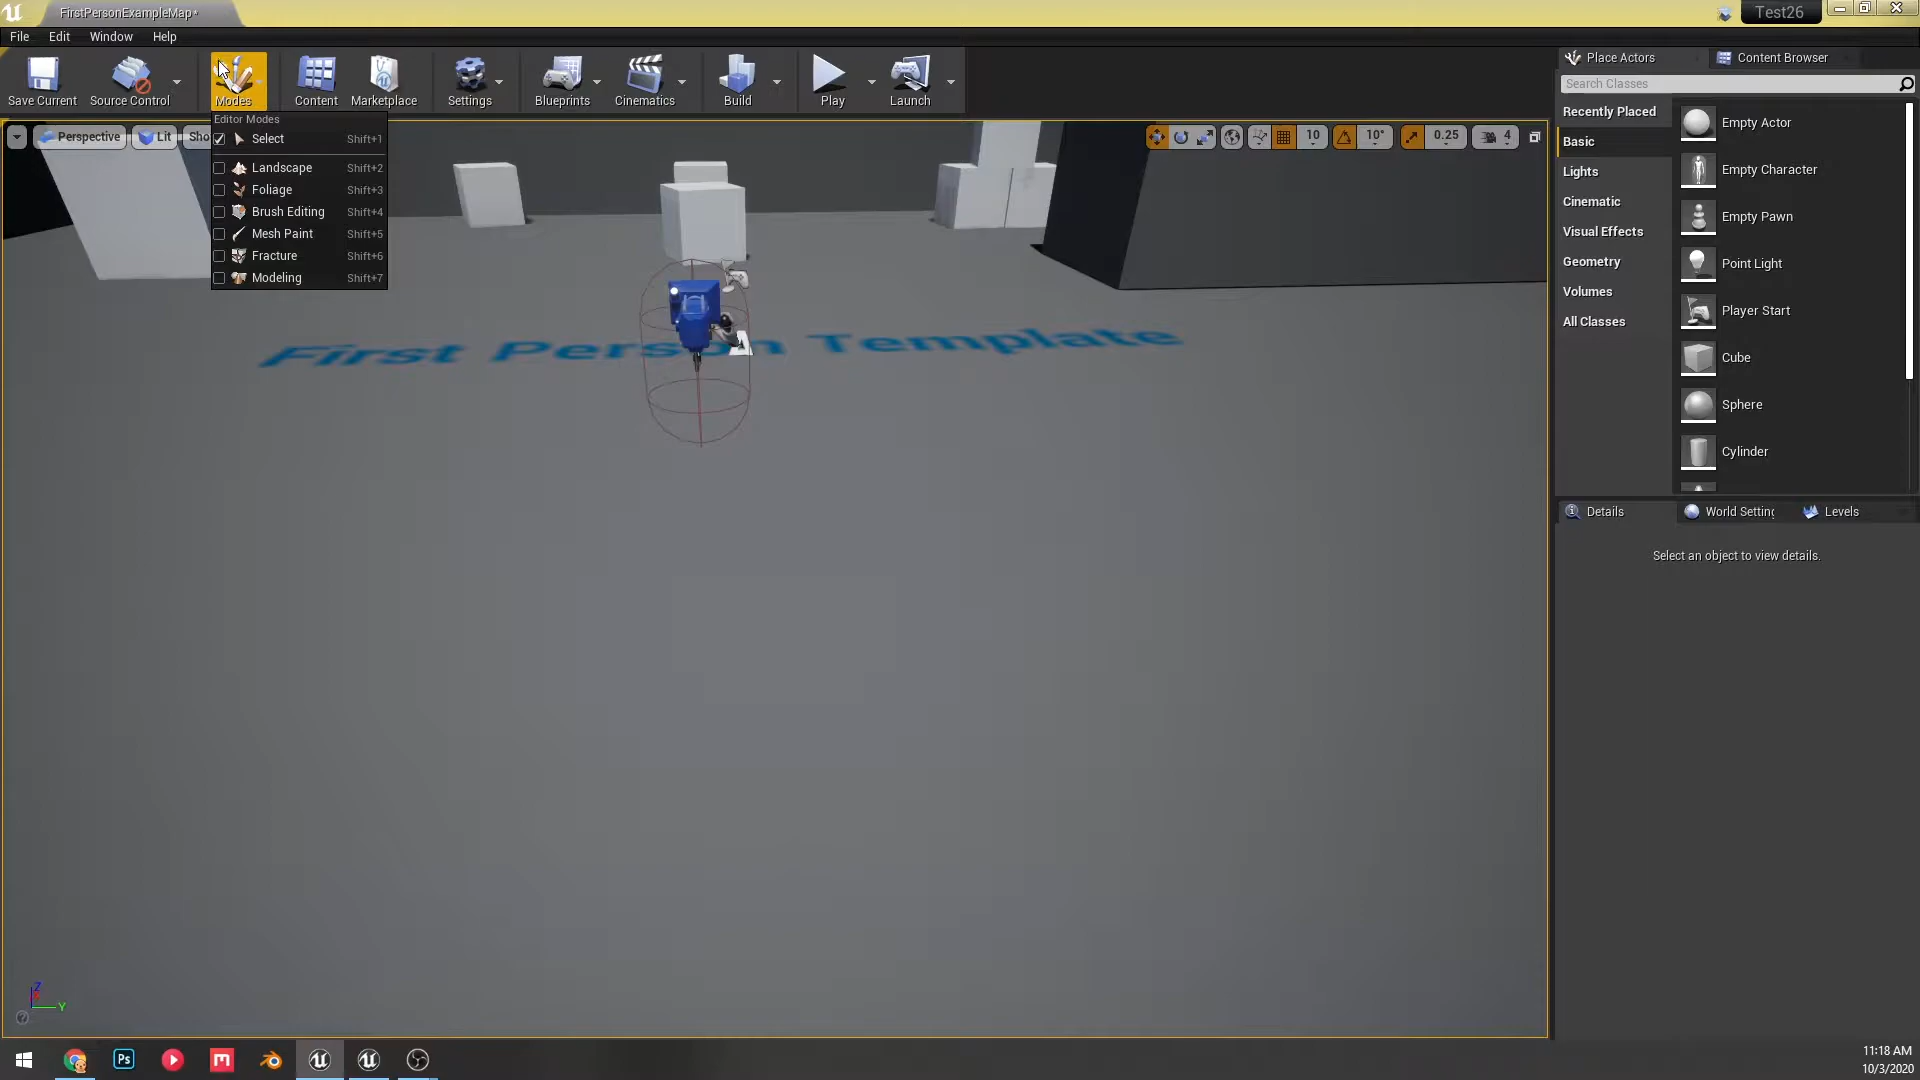 FirstPersonExampleMap*
Test26
File Edit Window Help
Save Current Source Control Modes Content Marketplace Settings Blueprints Cinematics Build Play Launch
Place Actors Content Browser
Search Classes
Editor Modes
Select Shift+1
Landscape Shift+2
Foliage Shift+3
Brush Editing Shift+4
Mesh Paint Shift+5
Fracture Shift+6
Modeling Shift+7
Perspective Lit Sho
10 10° 0.25 4
Recently Placed
Basic
Lights
Cinematic
Visual Effects
Geometry
Volumes
All Classes
Empty Actor
Empty Character
Empty Pawn
Point Light
Player Start
Cube
Sphere
Cylinder
First Person Template
Details World Setting Levels
Select an object to view details.
Z
Y
Ps
11:18 AM
10/3/2020